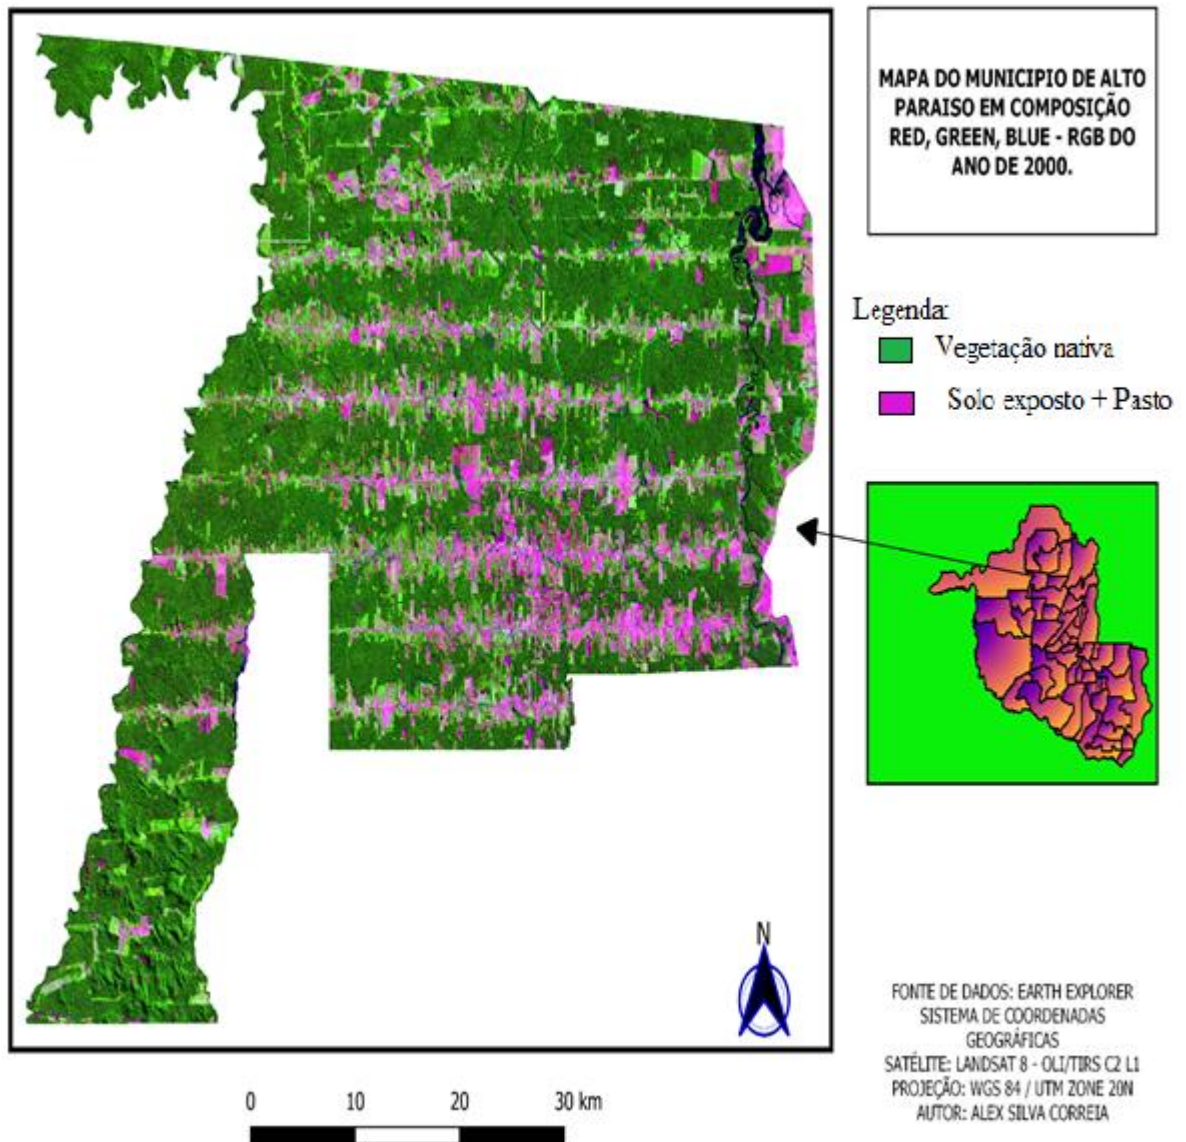 MAPA DO MUNICIPIO DE ALTO
PARAISO EM COMPOSIÇÃO
RED, GREEN, BLUE - RGB DO
ANO DE 2000.
Legenda:
Vegetação nativa
Solo exposto + Pasto
N
FONTE DE DADOS: EARTH EXPLORER
SISTEMA DE COORDENADAS
GEOGRÁFICAS
SATÉLITE: LANDSAT 8 - OLI/TIRS C2 L1
PROJEÇÃO: WGS 84 / UTM ZONE 20N
AUTOR: ALEX SILVA CORREIA
0 10 20 30 km